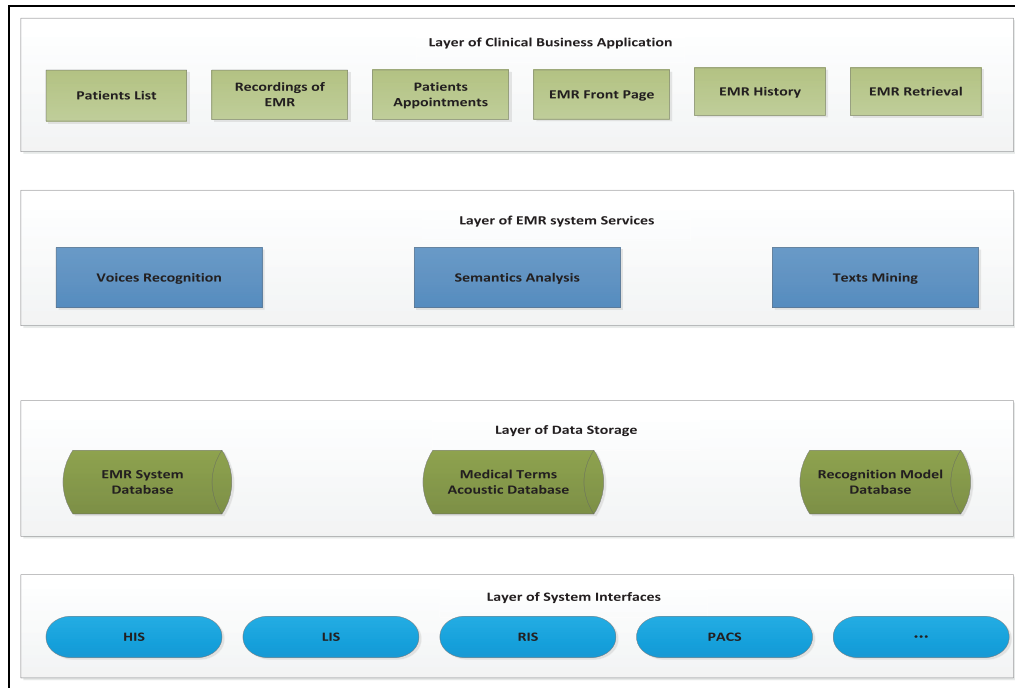 Layer of Clinical Business Application
Patients List
Recordings of
EMR
Patients
Appointments
EMR Front Page
EMR History
EMR Retrieval
Layer of EMR system Services
Voices Recognition
Semantics Analysis
Texts Mining
Layer of Data Storage
EMR System
Database
Medical Terms
Acoustic Database
Recognition Model
Database
Layer of System Interfaces
HIS
LIS
RIS
PACS
...